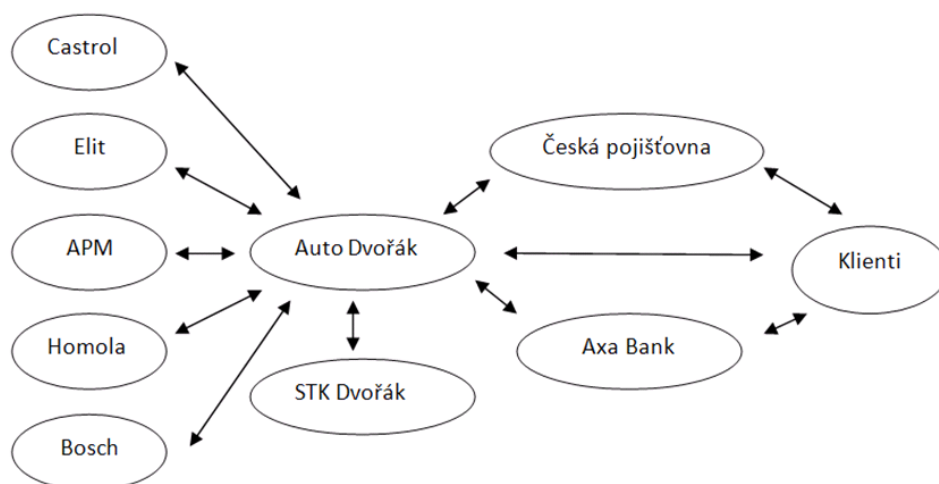 Castrol
Elit
Česká pojišťovna
APM
Auto Dvořák
Klienti
Homola
Axa Bank
STK Dvořák
Bosch